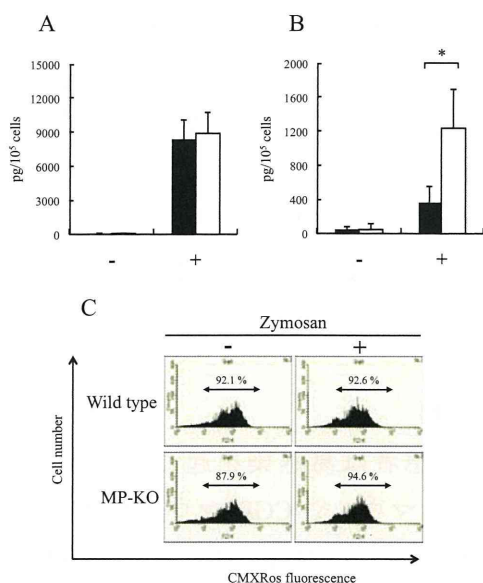 A
B
15000
12000
9000
6000
3000
0
pg/10⁵ cells
- +
2000
1600
1200
800
400
0
pg/10⁵ cells
*
- +
C
Zymosan
- +
Wild type
92.1 %
92.6 %
MP-KO
87.9 %
94.6 %
Cell number
CMXRos fluorescence